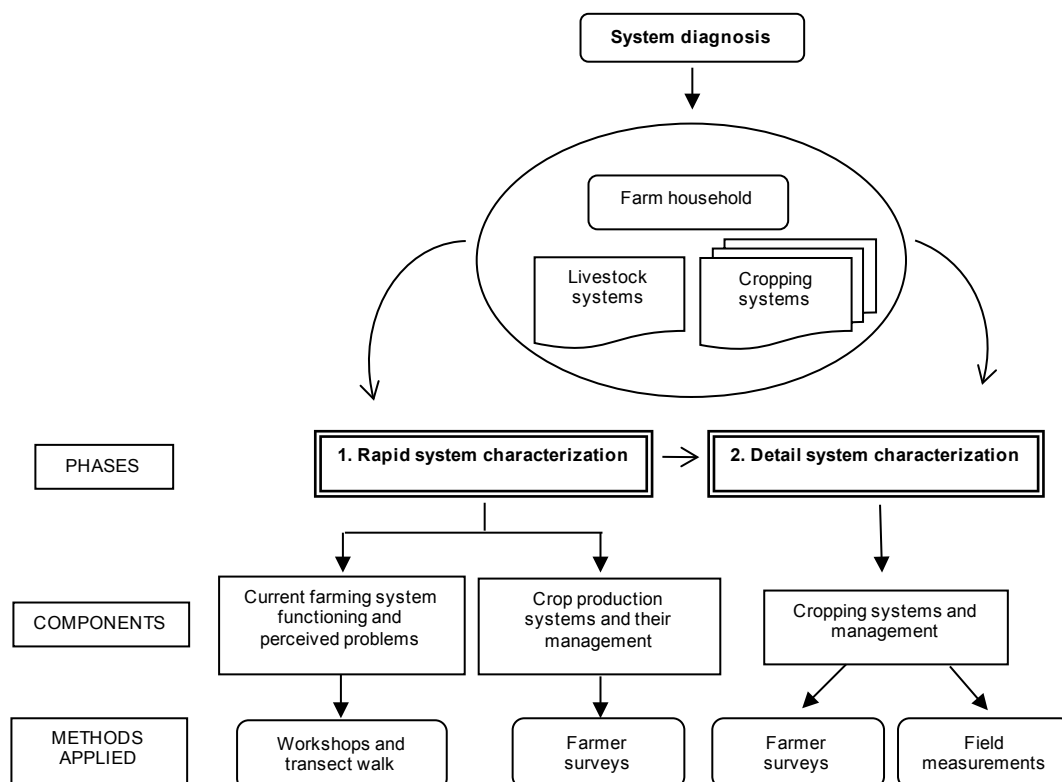 System diagnosis
Farm household
Livestock
systems
Cropping
systems
PHASES
1. Rapid system characterization
2. Detail system characterization
COMPONENTS
Current farming system
functioning and
perceived problems
Crop production
systems and their
management
Cropping systems and
management
METHODS
APPLIED
Workshops and
transect walk
Farmer
surveys
Farmer
surveys
Field
measurements